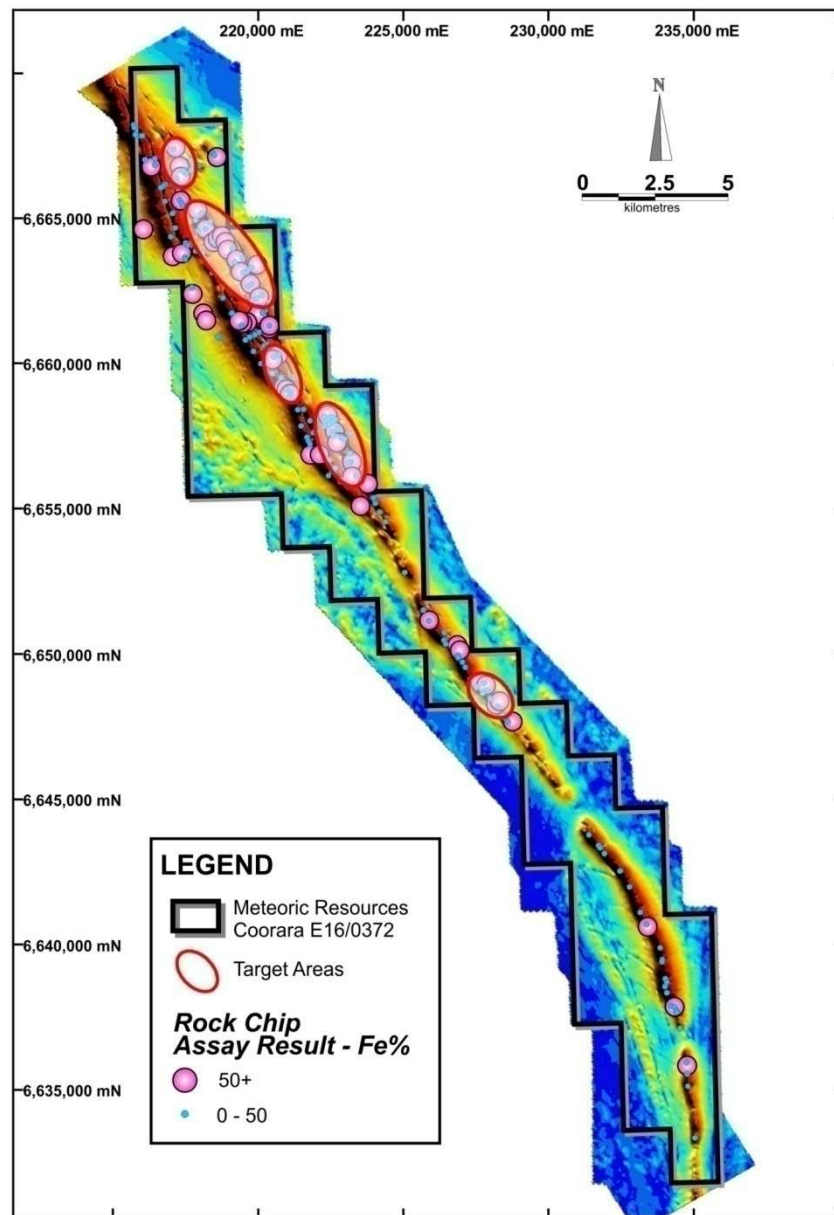 220,000 mE
225,000 mE
230,000 mE
235,000 mE
N
0 2.5 5
kilometres
6,665,000 mN
6,660,000 mN
6,655,000 mN
6,650,000 mN
6,645,000 mN
6,640,000 mN
6,635,000 mN
LEGEND
Meteoric Resources
Coorara E16/0372
Target Areas
Rock Chip
Assay Result - Fe%
50+
0 - 50